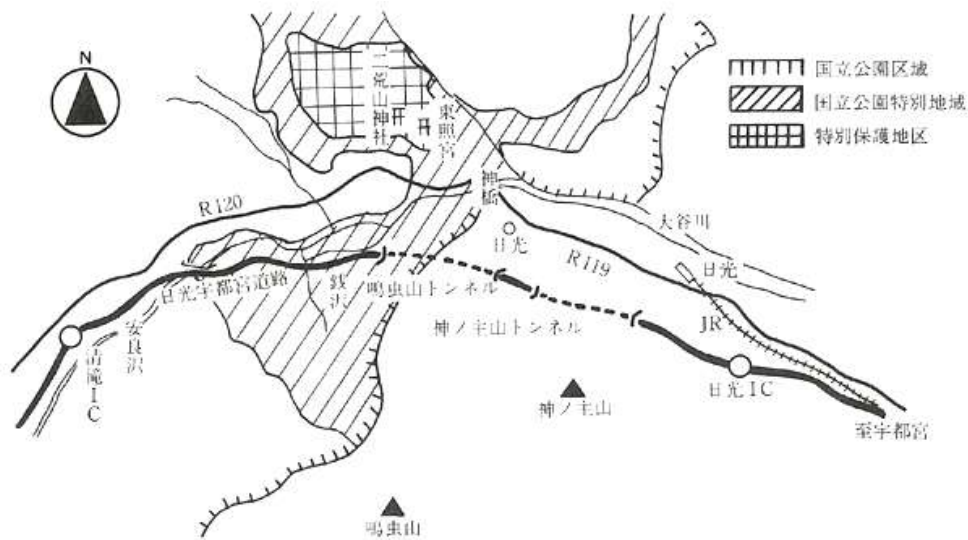 N
国立公園区域
国立公園特別地域
特別保護地区
二荒山神社
東照宮
神橋
R120
大谷川
日光
R119
日光
日光宇都宮道路
銭沢
鳴虫山トンネル
神ノ主山トンネル
JR
安良沢
清滝IC
日光IC
神ノ主山
至宇都宮
鳴虫山